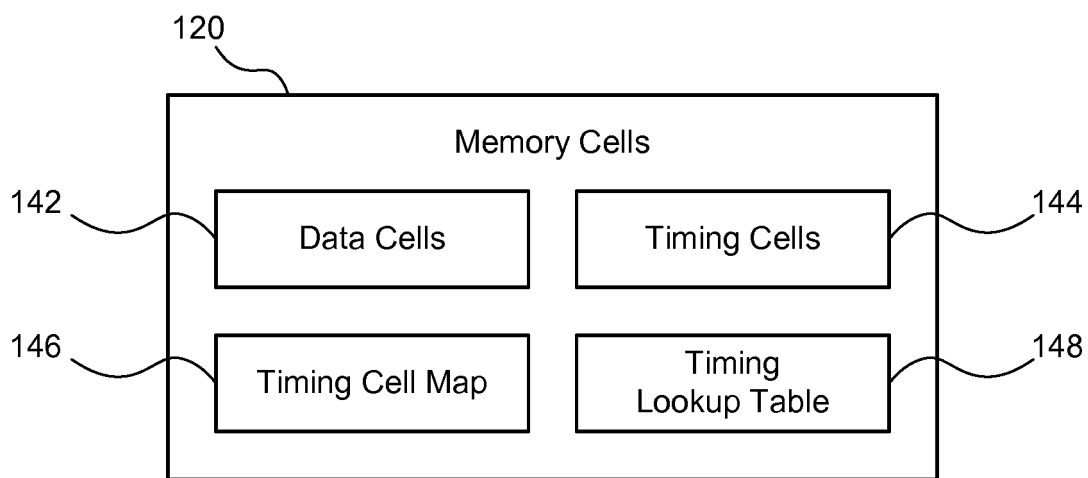 120
Memory Cells
142
Data Cells
Timing Cells
144
146
Timing Cell Map
Timing
Lookup Table
148